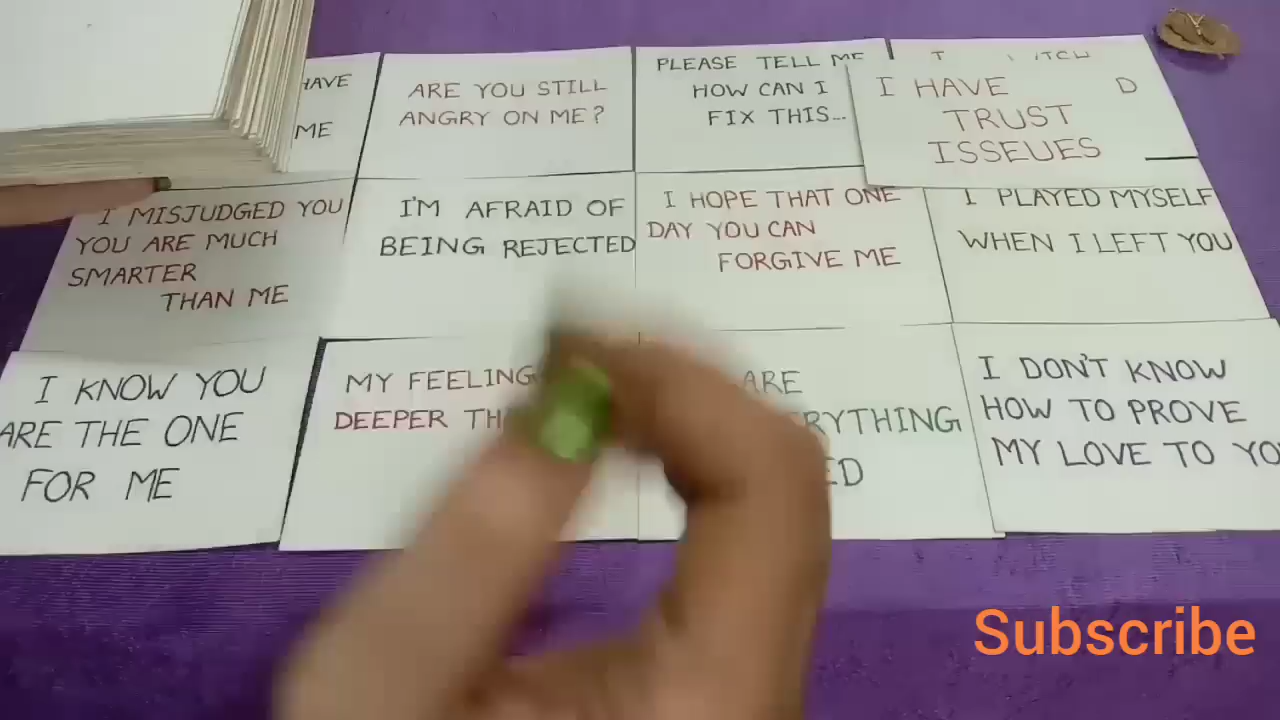 HAVE
ME
ARE YOU STILL
ANGRY ON ME?
PLEASE TELL ME
HOW CAN I
FIX THIS...
I HAVE D
TRUST
ISSEUES
I MISJUDGED YOU
YOU ARE MUCH
SMARTER
THAN ME
I'M AFRAID OF
BEING REJECTED
I HOPE THAT ONE
DAY YOU CAN
FORGIVE ME
I PLAYED MYSELF
WHEN I LEFT YOU
I KNOW YOU
ARE THE ONE
FOR ME
MY FEELING
DEEPER TH
ARE
RYTHING
ED
I DON'T KNOW
HOW TO PROVE
MY LOVE TO YO
Subscribe